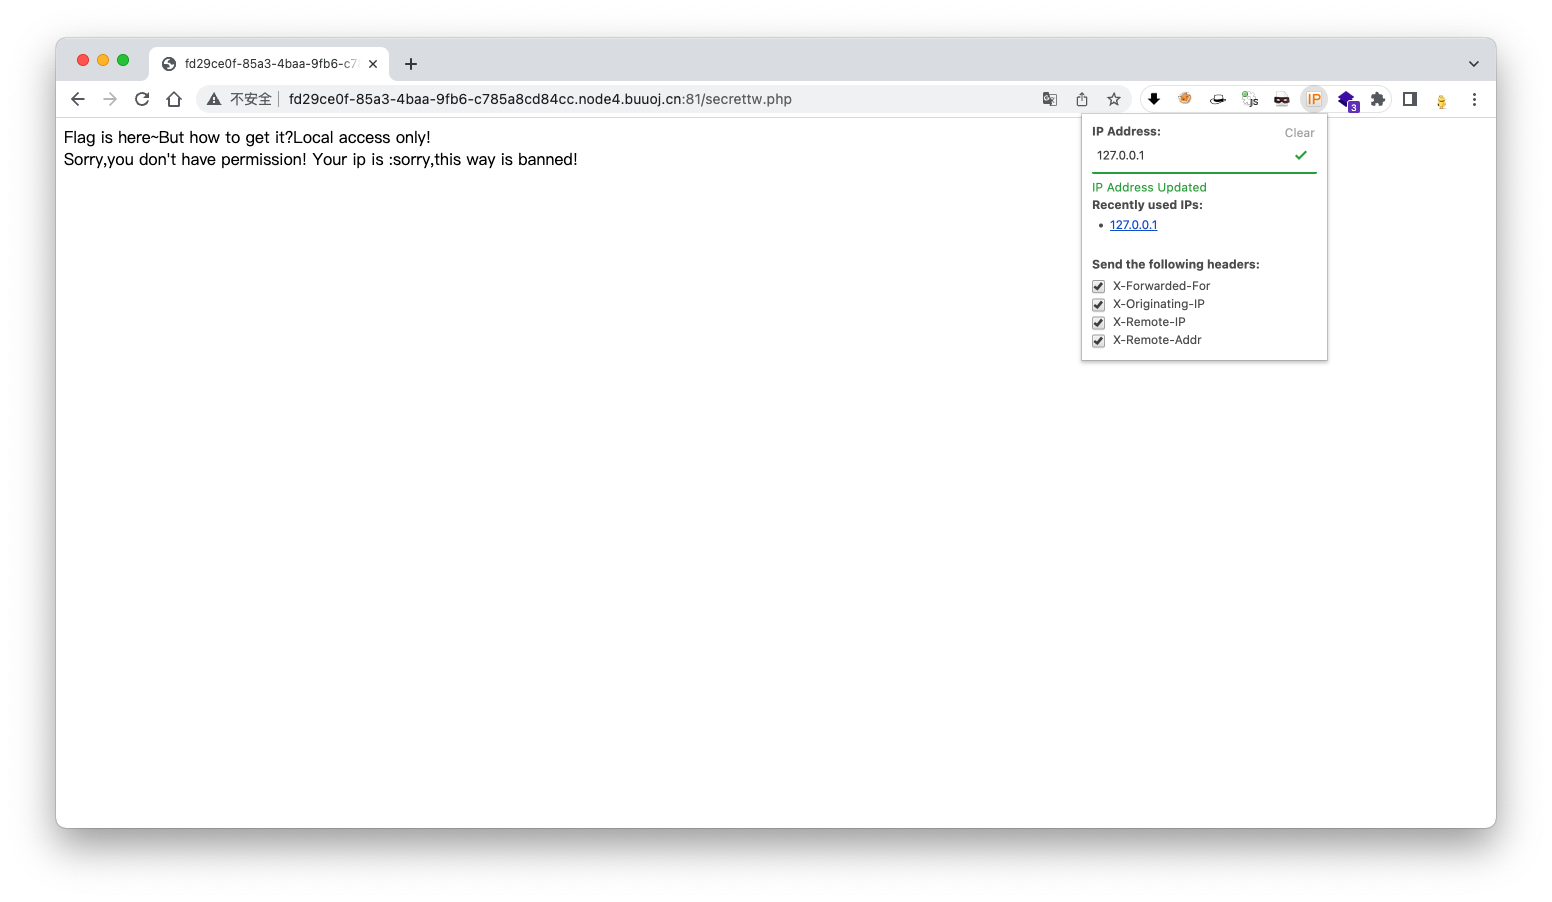 fd29ce0f-85a3-4baa-9fb6-c7
不安全 fd29ce0f-85a3-4baa-9fb6-c785a8cd84cc.node4.buuoj.cn:81/secrettw.php
js
IP
3
Flag is here~But how to get it?Local access only!
Sorry,you don't have permission! Your ip is :sorry,this way is banned!
IP Address:
Clear
127.0.0.1
IP Address Updated
Recently used IPs:
127.0.0.1
Send the following headers:
X-Forwarded-For
X-Originating-IP
X-Remote-IP
X-Remote-Addr